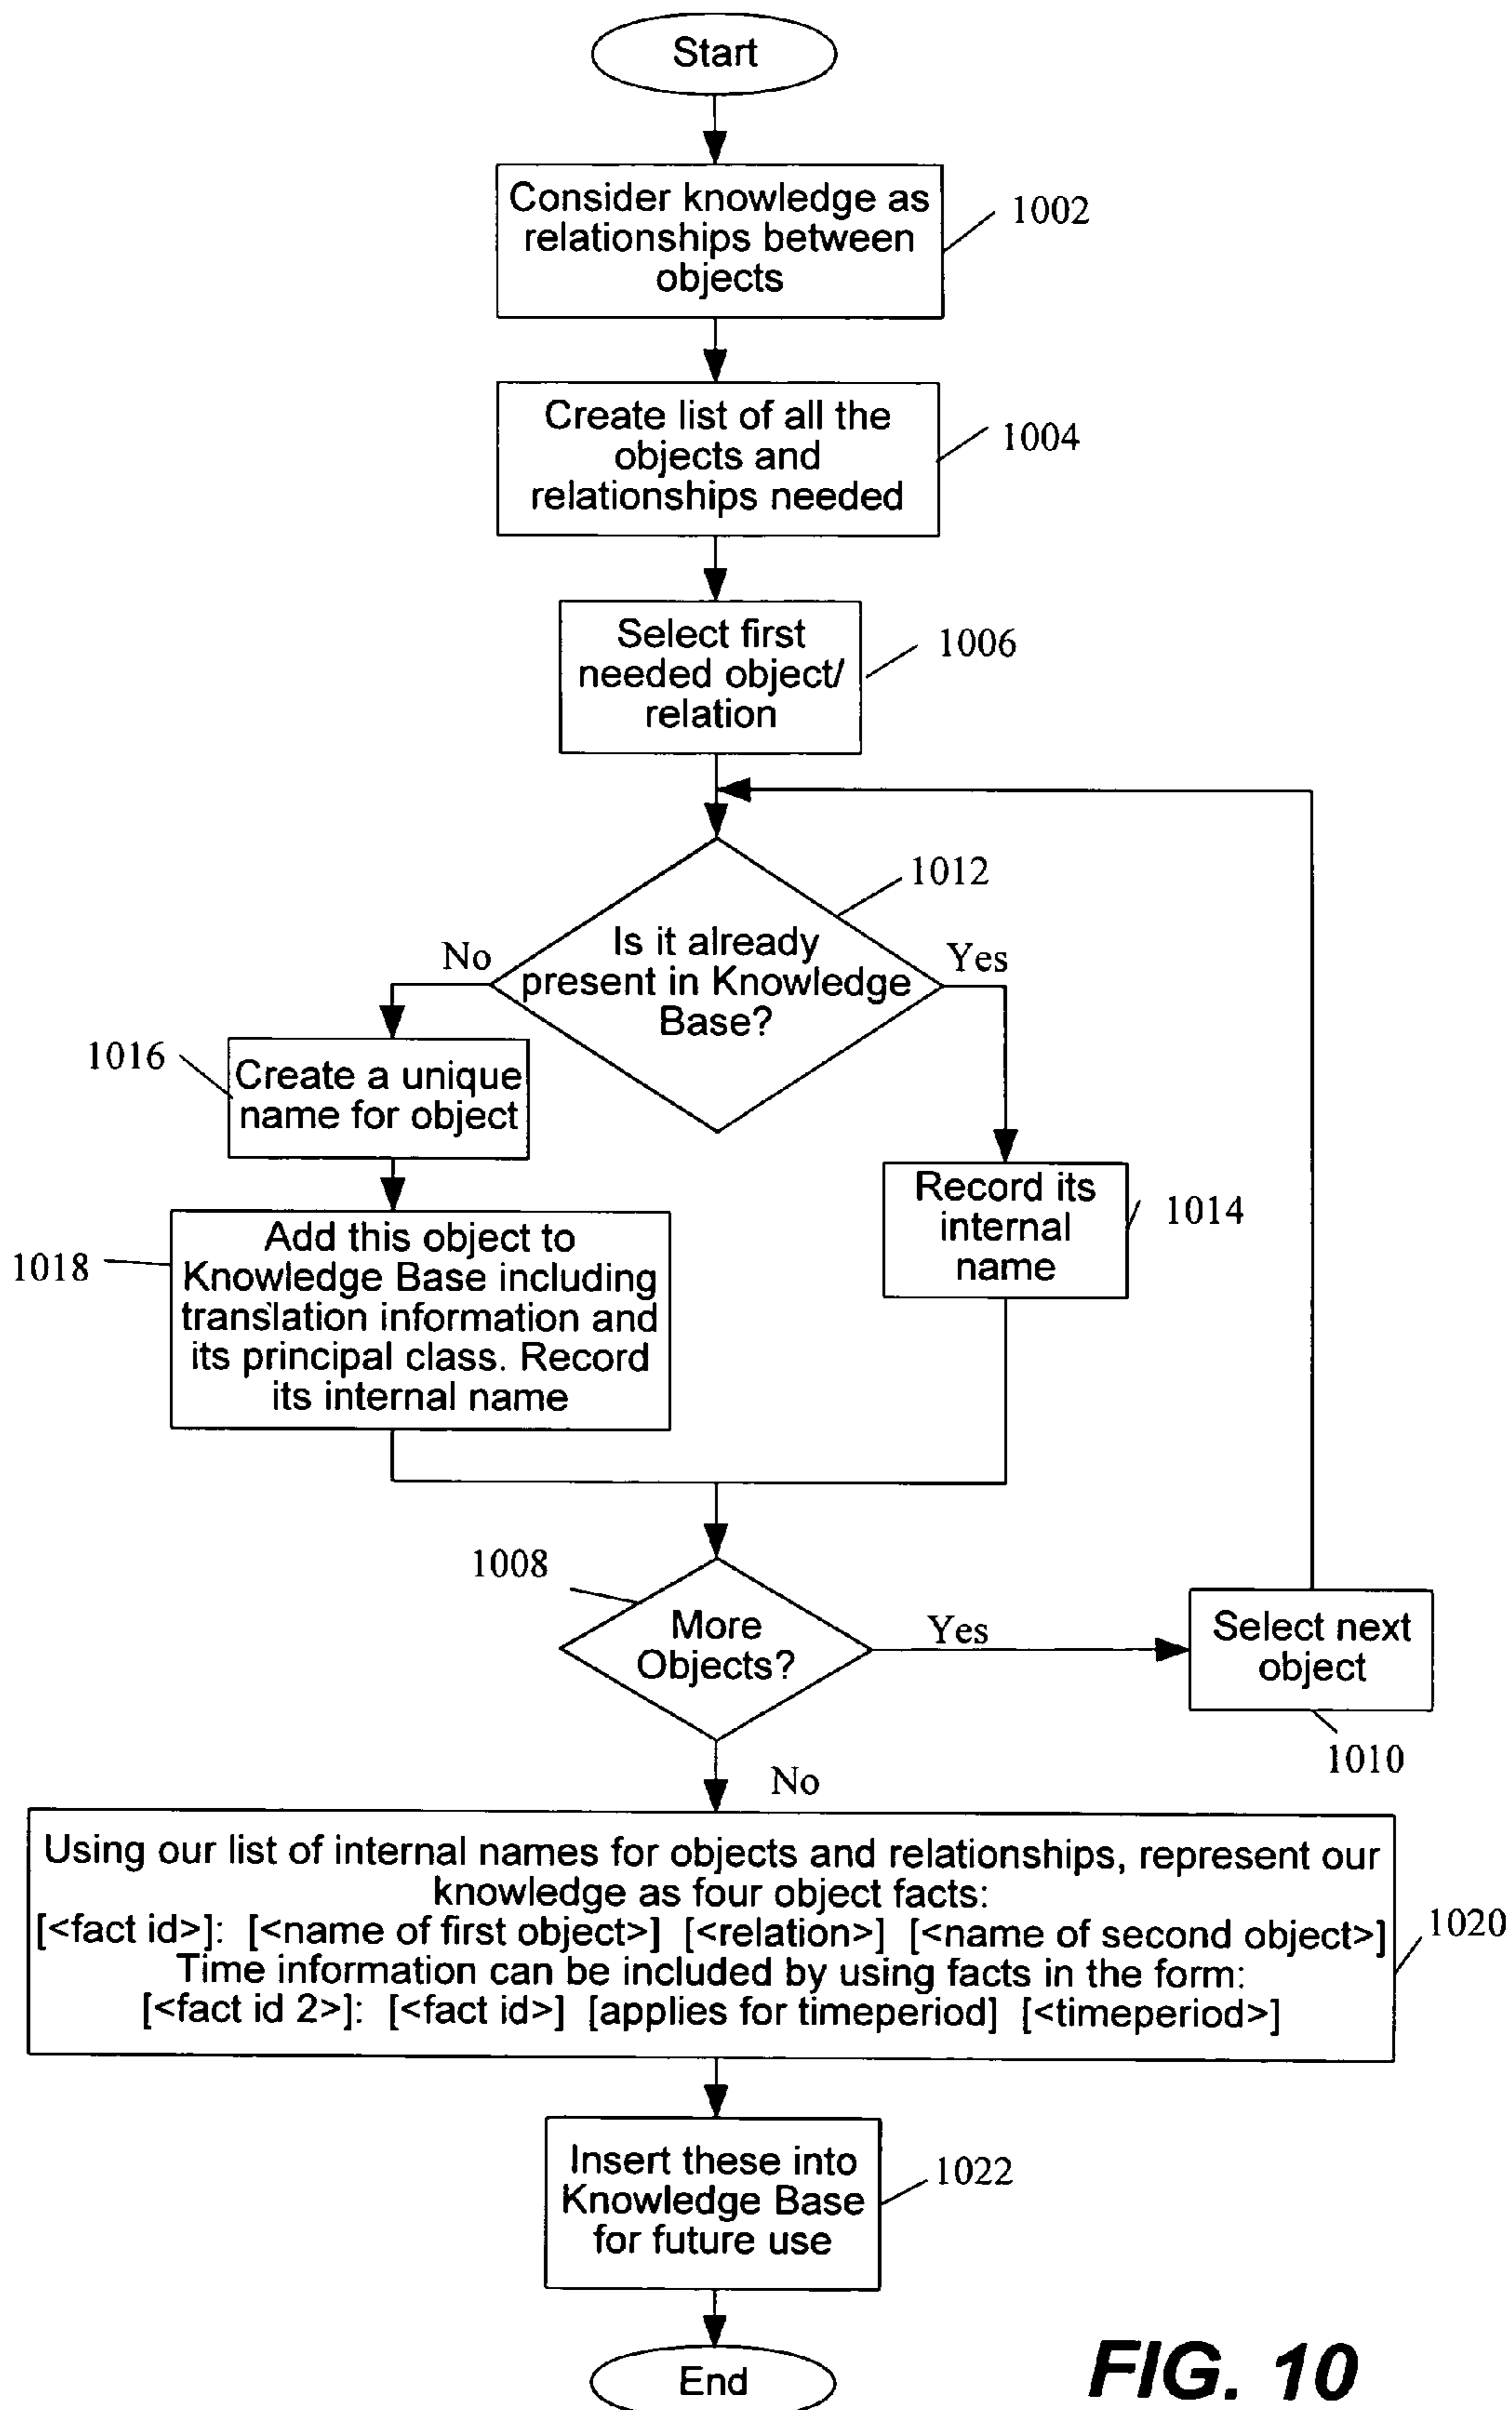 Start
Consider knowledge as
relationships between
objects
1002
Create list of all the
objects and
relationships needed
1004
Select first
needed object/
relation
1006
1012
Is it already
present in Knowledge
Base?
No
Yes
1016
Create a unique
name for object
Record its
internal
name
1014
1018
Add this object to
Knowledge Base including
translation information and
its principal class. Record
its internal name
1008
More
Objects?
Yes
Select next
object
1010
No
Using our list of internal names for objects and relationships, represent our
knowledge as four object facts:
[<fact id>]: [<name of first object>] [<relation>] [<name of second object>]
Time information can be included by using facts in the form:
[<fact id 2>]: [<fact id>] [applies for timeperiod] [<timeperiod>]
1020
Insert these into
Knowledge Base
for future use
1022
End
FIG. 10